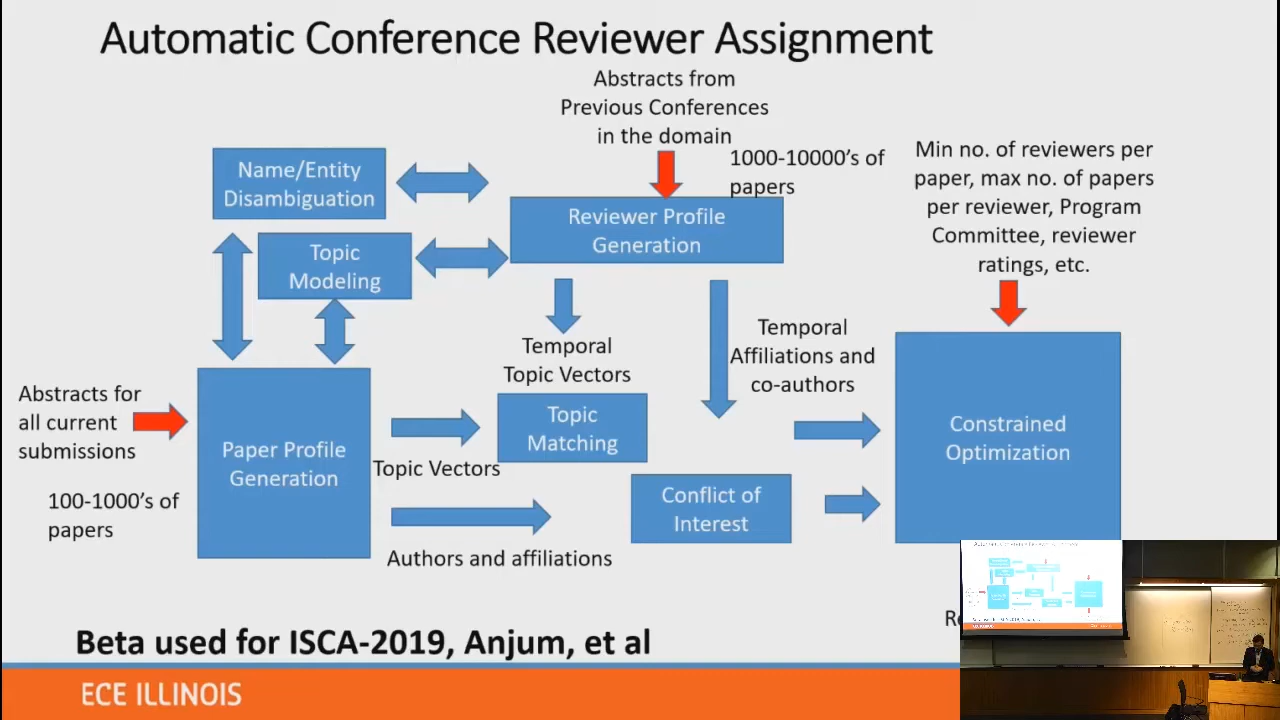 Automatic Conference Reviewer Assignment
Abstracts from
Previous Conferences
in the domain
1000-10000's of
papers
Min no. of reviewers per
paper, max no. of papers
per reviewer, Program
Committee, reviewer
ratings, etc.
Name/Entity
Disambiguation
Reviewer Profile
Generation
Topic
Modeling
Temporal
Topic Vectors
Temporal
Affiliations and
co-authors
Abstracts for
all current
submissions
Paper Profile
Generation
Topic
Matching
Constrained
Optimization
Topic Vectors
100-1000's of
papers
Conflict of
Interest
Authors and affiliations
Beta used for ISCA-2019, Anjum, et al
ECE ILLINOIS